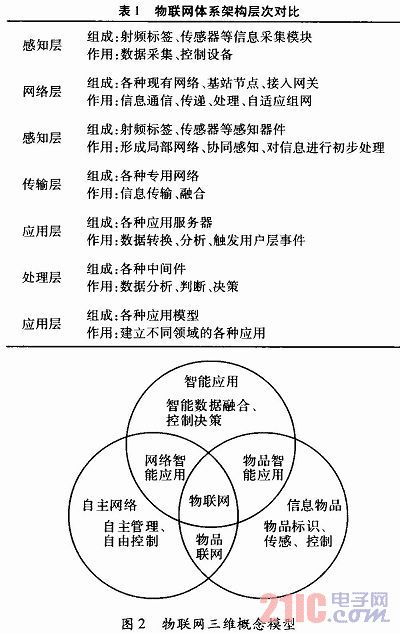 表1 物联网体系架构层次对比
感知层
组成:射频标签、传感器等信息采集模块
作用:数据采集、控制设备
网络层
组成:各种现有网络、基站节点、接入网关
作用:信息通信、传递、处理、自适应组网
感知层
组成:射频标签、传感器等感知器件
作用:形成局部网络、协同感知、对信息进行初步处理
传输层
组成:各种专用网络
作用:信息传输、融合
应用层
组成:各种应用服务器
作用:数据转换、分析、触发用户层事件
处理层
组成:各种中间件
作用:数据分析、判断、决策
应用层
组成:各种应用模型
作用:建立不同领域的各种应用
智能应用
智能数据融合、
控制决策
网络智
能应用
物品智
能应用
物联网
自主网络
自主管理、
自由控制
信息物品
物品标识、
传感、控制
物品
联网
21IC电子网
图2 物联网三维概念模型